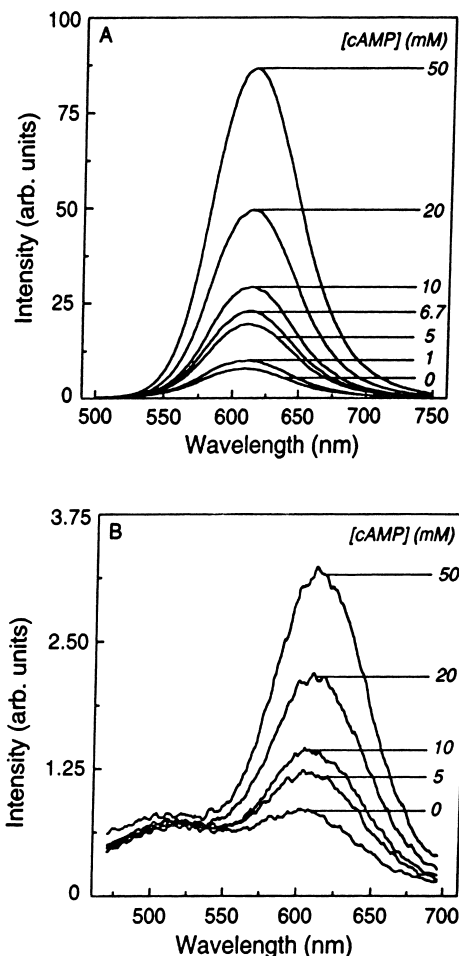 A
[cAMP] (mM)
100
75
50
25
0
Intensity (arb. units)
50
20
10
6.7
5
1
0
500 550 600 650 700 750
Wavelength (nm)
B
[cAMP] (mM)
3.75
2.50
1.25
0
Intensity (arb. units)
50
20
10
5
0
500 550 600 650 700
Wavelength (nm)